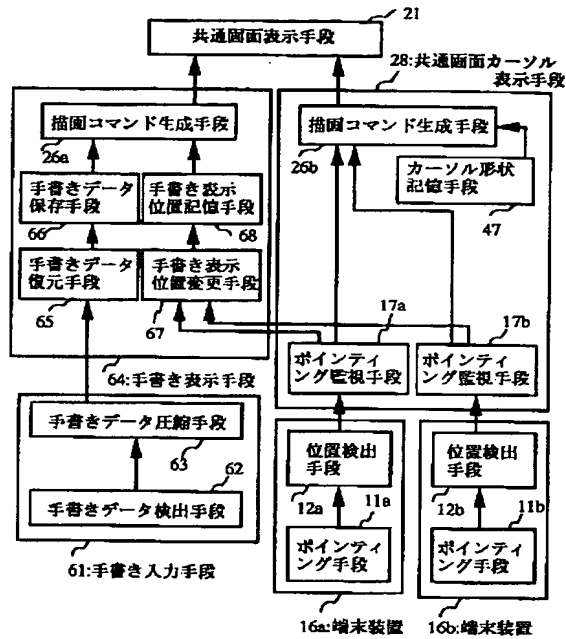 21
共通画面表示手段
28:共通画面カーソル
表示手段
描画コマンド生成手段
26a
描画コマンド生成手段
26b
カーソル形状
記憶手段
47
手書きデータ
保存手段
66
手書き表示
位置記憶手段
68
手書きデータ
復元手段
65
手書き表示
位置変更手段
67
17a
ポインティ
ング監視手段
17b
ポインティ
ング監視手段
64:手書き表示手段
手書きデータ圧縮手段
63
62
手書きデータ検出手段
61:手書き入力手段
位置検出
手段
12a
11a
ポインティ
ング手段
16a:端末装置
位置検出
手段
12b
11b
ポインティ
ング手段
16b:端末装置